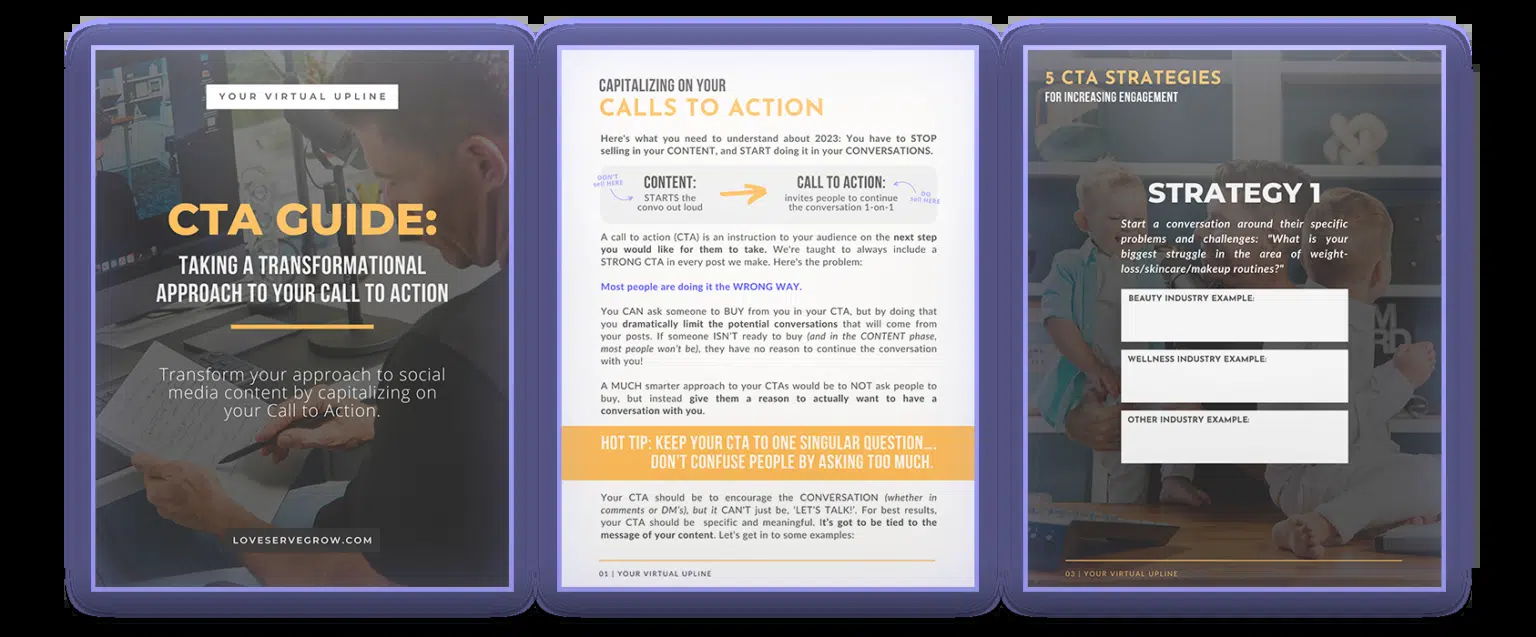 YOUR VIRTUAL UPLINE
CTA GUIDE:
TAKING A TRANSFORMATIONAL
APPROACH TO YOUR CALL TO ACTION
Transform your approach to social
media content by capitalizing on
your Call to Action.
LOVESERVEGROW.COM
CAPITALIZING ON YOUR
CALLS TO ACTION
Here's what you need to understand about 2023: You have to STOP
selling in your CONTENT, and START doing it in your CONVERSATIONS.
DON'T
sell HERE
CONTENT:
STARTS the
convo out loud
CALL TO ACTION:
invites people to continue
the conversation 1-on-1
DO
sell HERE
A call to action (CTA) is an instruction to your audience on the next step
you would like for them to take. We're taught to always include a
STRONG CTA in every post we make. Here's the problem:
Most people are doing it the WRONG WAY.
You CAN ask someone to BUY from you in your CTA, but by doing that
you dramatically limit the potential conversations that will come from
your posts. If someone ISN'T ready to buy (and in the CONTENT phase,
most people won't be), they have no reason to continue the conversation
with you!
A MUCH smarter approach to your CTAs would be to NOT ask people to
buy, but instead give them a reason to actually want to have a
conversation with you.
HOT TIP: KEEP YOUR CTA TO ONE SINGULAR QUESTION....
DON'T CONFUSE PEOPLE BY ASKING TOO MUCH.
Your CTA should be to encourage the CONVERSATION (whether in
comments or DM's), but it CAN'T just be, 'LET'S TALK!'. For best results,
your CTA should be specific and meaningful. It's got to be tied to the
message of your content. Let's get in to some examples:
01 | YOUR VIRTUAL UPLINE
5 CTA STRATEGIES
FOR INCREASING ENGAGEMENT
STRATEGY 1
Start a conversation around their specific
problems and challenges: "What is your
biggest struggle in the area of weight-
loss/skincare/makeup routines?"
BEAUTY INDUSTRY EXAMPLE:
WELLNESS INDUSTRY EXAMPLE:
OTHER INDUSTRY EXAMPLE:
03 | YOUR VIRTUAL UPLINE